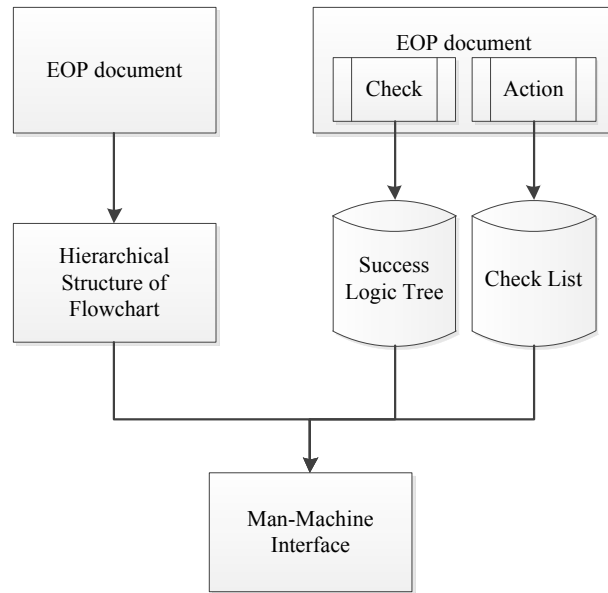 EOP document
EOP document
Check
Action
Hierarchical
Structure of
Flowchart
Success
Logic Tree
Check List
Man-Machine
Interface